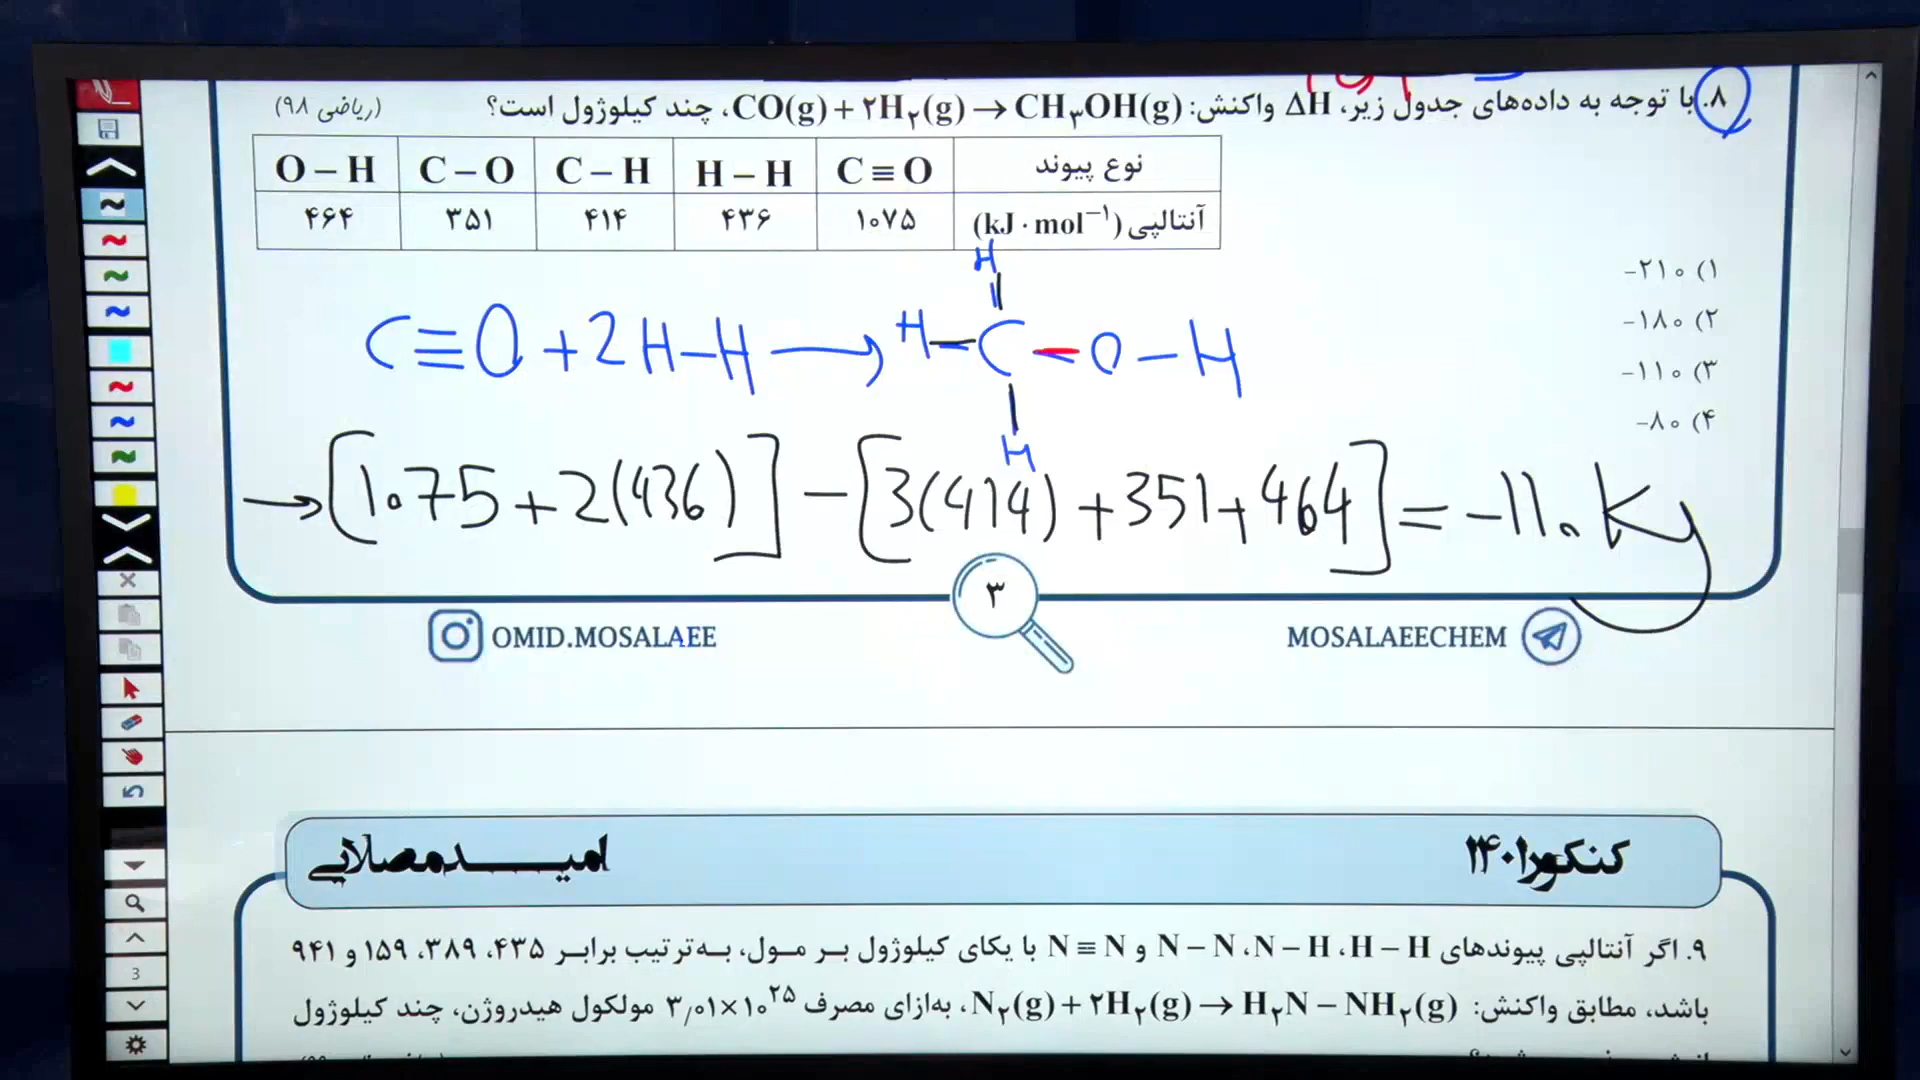 ۸. با توجه به داده‌های جدول زیر، ΔH واکنش: CO(g) + ۲H۲(g) → CH۳OH(g)، چند کیلوژول است؟ (ریاضی ۹۸)
نوع پیوند C≡O H–H C–H C–O O–H
آنتالپی (kJ·mol⁻¹) ۱۰۷۵ ۴۳۶ ۴۱۴ ۳۵۱ ۴۶۴
۱) ۲۱۰-
۲) ۱۸۰-
۳) ۱۱۰-
۴) ۸۰-
H
C≡O + 2H–H → H–C–O–H
H
→ [1075 + 2(436)] – [3(414) + 351 + 464] = –110 kJ
۳
OMID.MOSALAEE
MOSALAEECHEM
کنکور ۱۴۰۱
امید مصلایی
۹. اگر آنتالپی پیوندهای H–H، N–H، N–N و N≡N با یکای کیلوژول بر مول، به‌ترتیب برابر ۴۳۵، ۳۸۹، ۱۵۹ و ۹۴۱
باشد، مطابق واکنش: N۲(g) + ۲H۲(g) → H۲N–NH۲(g)، به‌ازای مصرف ۳٫۰۱×۱۰^۲۵ مولکول هیدروژن، چند کیلوژول
3